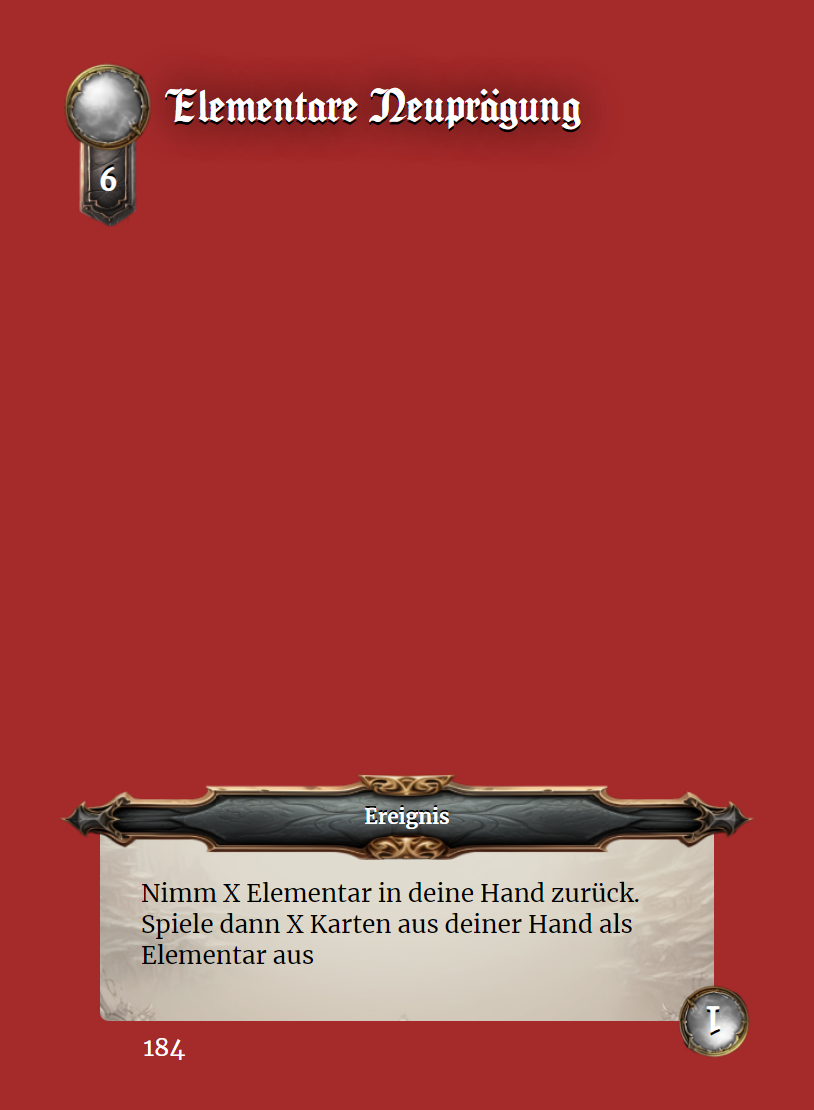 Elementare Neuprägung
6
Ereignis
Nimm X Elementar in deine Hand zurück.
Spiele dann X Karten aus deiner Hand als
Elementar aus
1
184